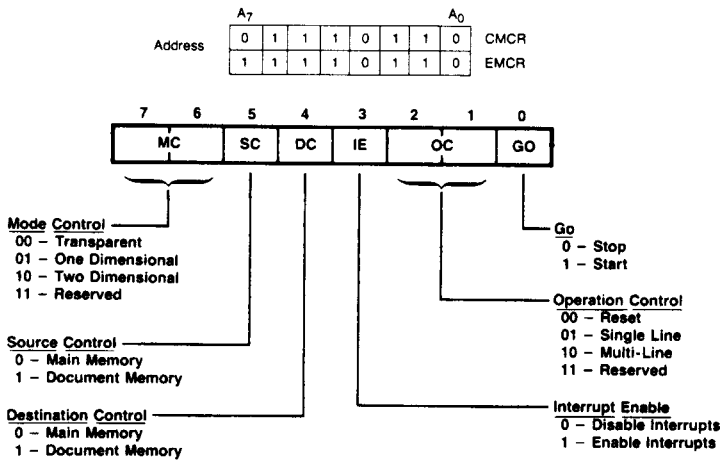 A7 A0
Address 0 1 1 1 0 1 1 0 CMCR
1 1 1 1 0 1 1 0 EMCR
7 6 5 4 3 2 1 0
MC SC DC IE OC GO
Mode Control
00 – Transparent
01 – One Dimensional
10 – Two Dimensional
11 – Reserved
Source Control
0 – Main Memory
1 – Document Memory
Destination Control
0 – Main Memory
1 – Document Memory
Go
0 – Stop
1 – Start
Operation Control
00 – Reset
01 – Single Line
10 – Multi-Line
11 – Reserved
Interrupt Enable
0 – Disable Interrupts
1 – Enable Interrupts